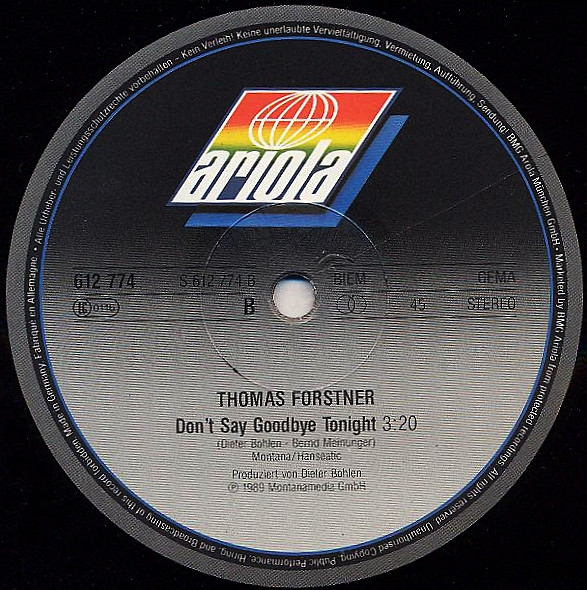 Alle Urheber- und Leistungsschutzrechte vorbehalten - Kein Verleih! Keine unerlaubte Vervielfältigung, Vermietung, Aufführung, Sendung! BMG Ariola München GmbH • Marketed by BMG Ariola from protected recordings. All rights reserved. Unauthorised Copying, Public Performance, Hiring, and Broadcasting of this record forbidden. Made in Germany. Fabriqué en Allemagne •
ariola
612 774 S 612 774 B BIEM GEMA
LC 0116 B 45 STEREO
THOMAS FORSTNER
Don't Say Goodbye Tonight 3:20
(Dieter Bohlen - Bernd Meinunger)
Montana/Hanseatic
Produziert von Dieter Bohlen
℗ 1989 Montanamedia GmbH